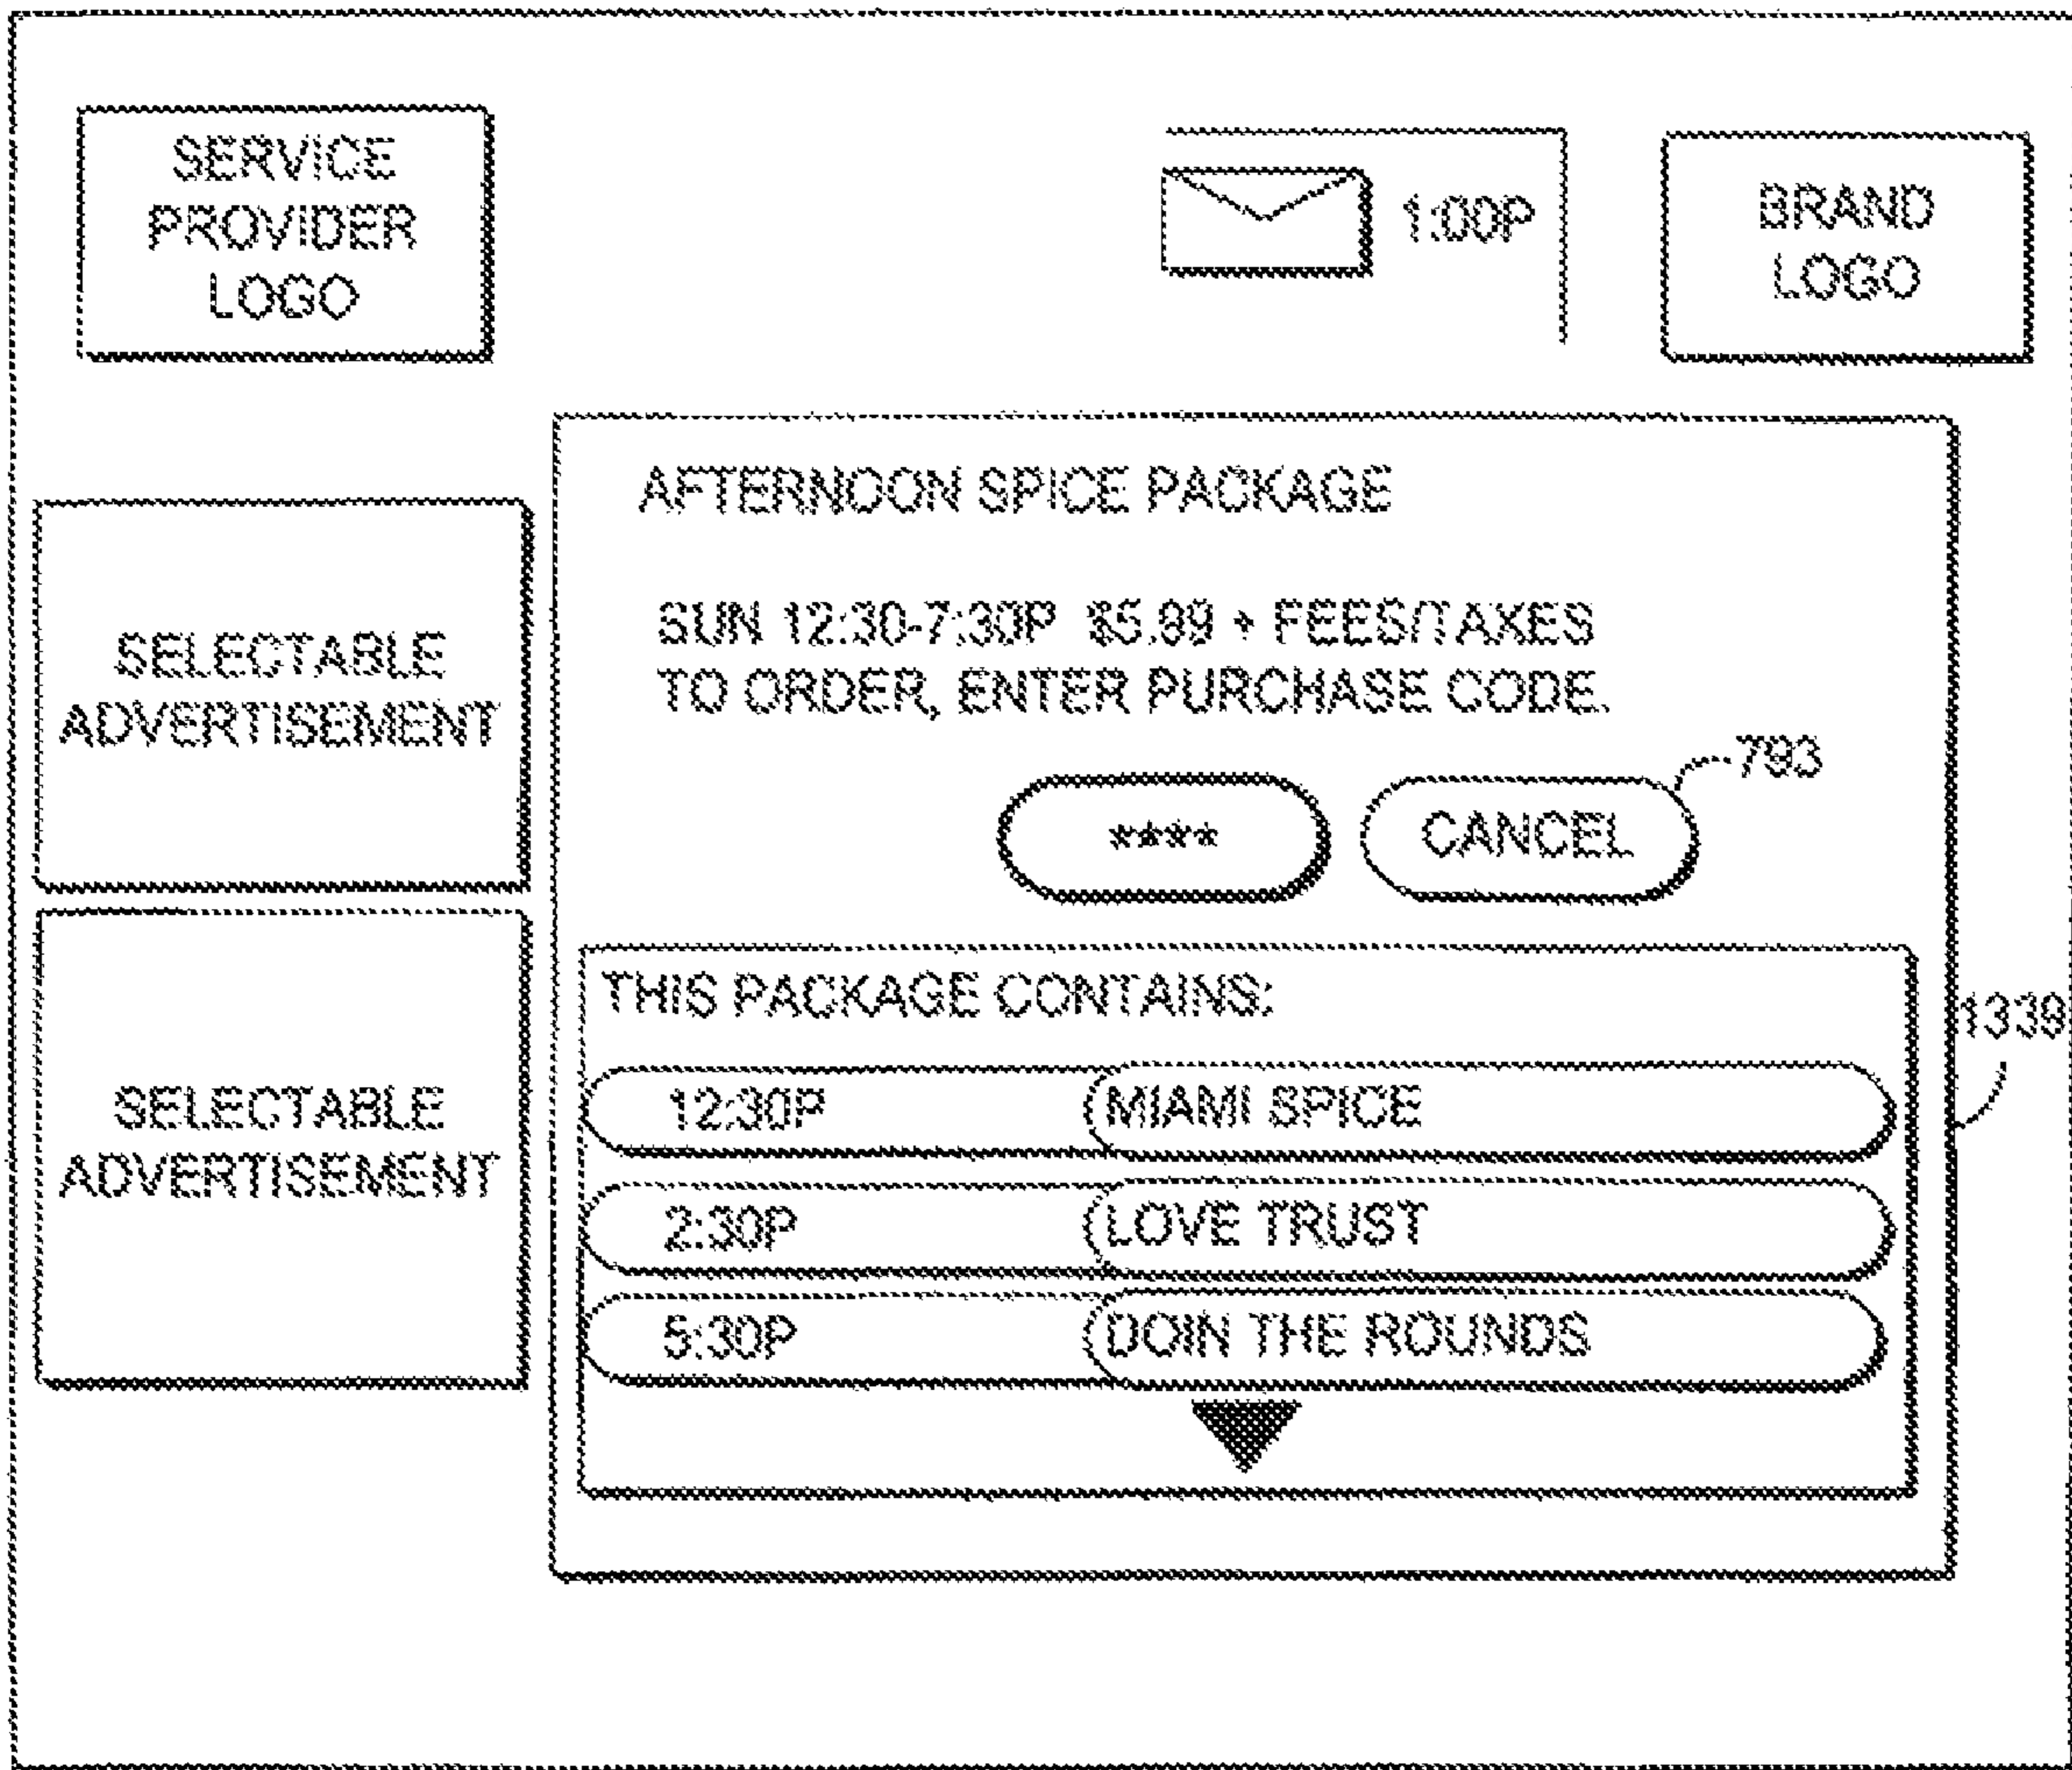 SERVICE
PROVIDER
LOGO
1:00P
BRAND
LOGO
SELECTABLE
ADVERTISEMENT
SELECTABLE
ADVERTISEMENT
AFTERNOON SPICE PACKAGE
SUN 12:30-7:30P $5.99 + FEES/TAXES
TO ORDER, ENTER PURCHASE CODE.
****
CANCEL
793
THIS PACKAGE CONTAINS:
12:30P MIAMI SPICE
2:30P LOVE TRUST
5:30P DOIN THE ROUNDS
1339